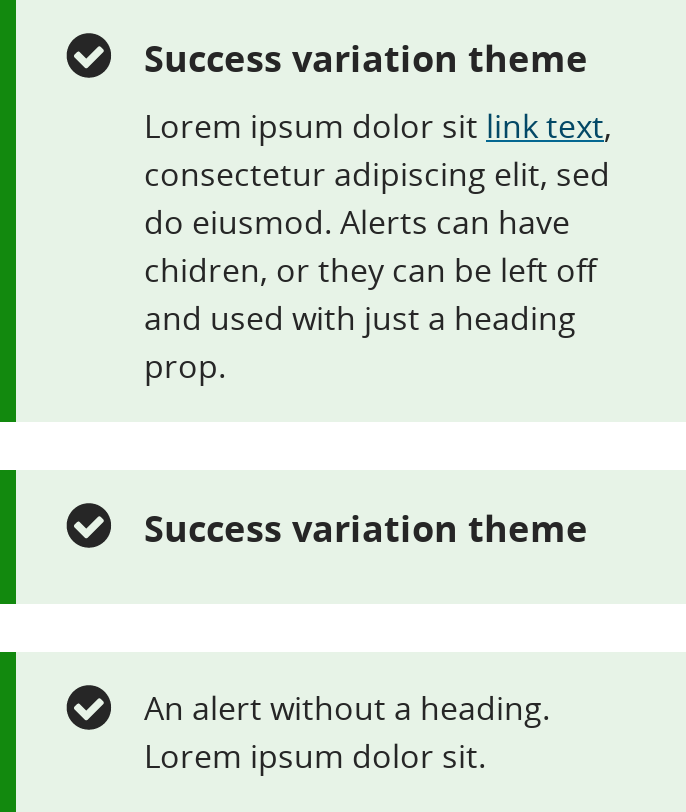 Success variation theme
Lorem ipsum dolor sit link text,
consectetur adipiscing elit, sed
do eiusmod. Alerts can have
chidren, or they can be left off
and used with just a heading
prop.
Success variation theme
An alert without a heading.
Lorem ipsum dolor sit.